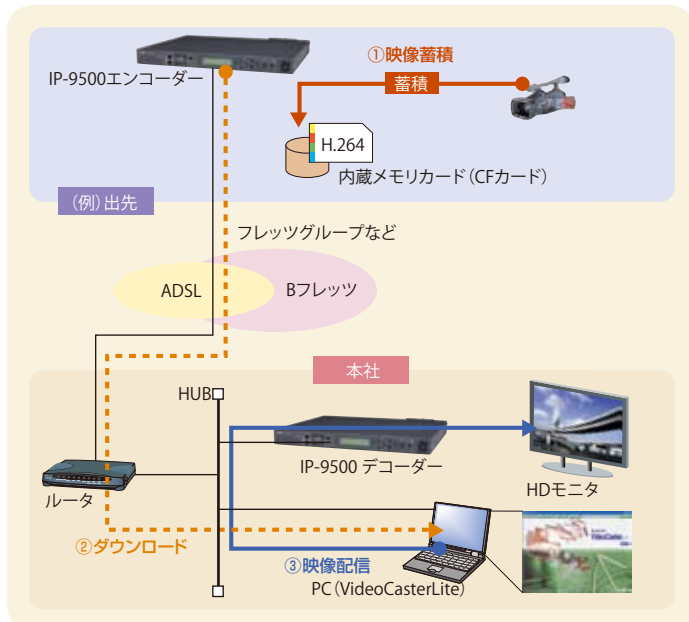 ①映像蓄積
IP-9500エンコーダー
蓄積
H.264
内蔵メモリカード（CFカード）
（例）出先
フレッツグループなど
ADSL
Bフレッツ
本社
HUB
IP-9500 デコーダー
HDモニタ
ルータ
②ダウンロード
③映像配信
PC（VideoCasterLite）